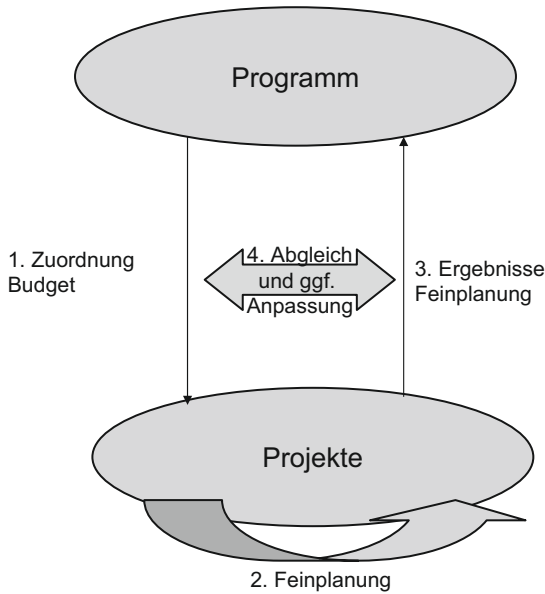 Programm
1. Zuordnung
Budget
4. Abgleich
und ggf.
Anpassung
3. Ergebnisse
Feinplanung
Projekte
2. Feinplanung